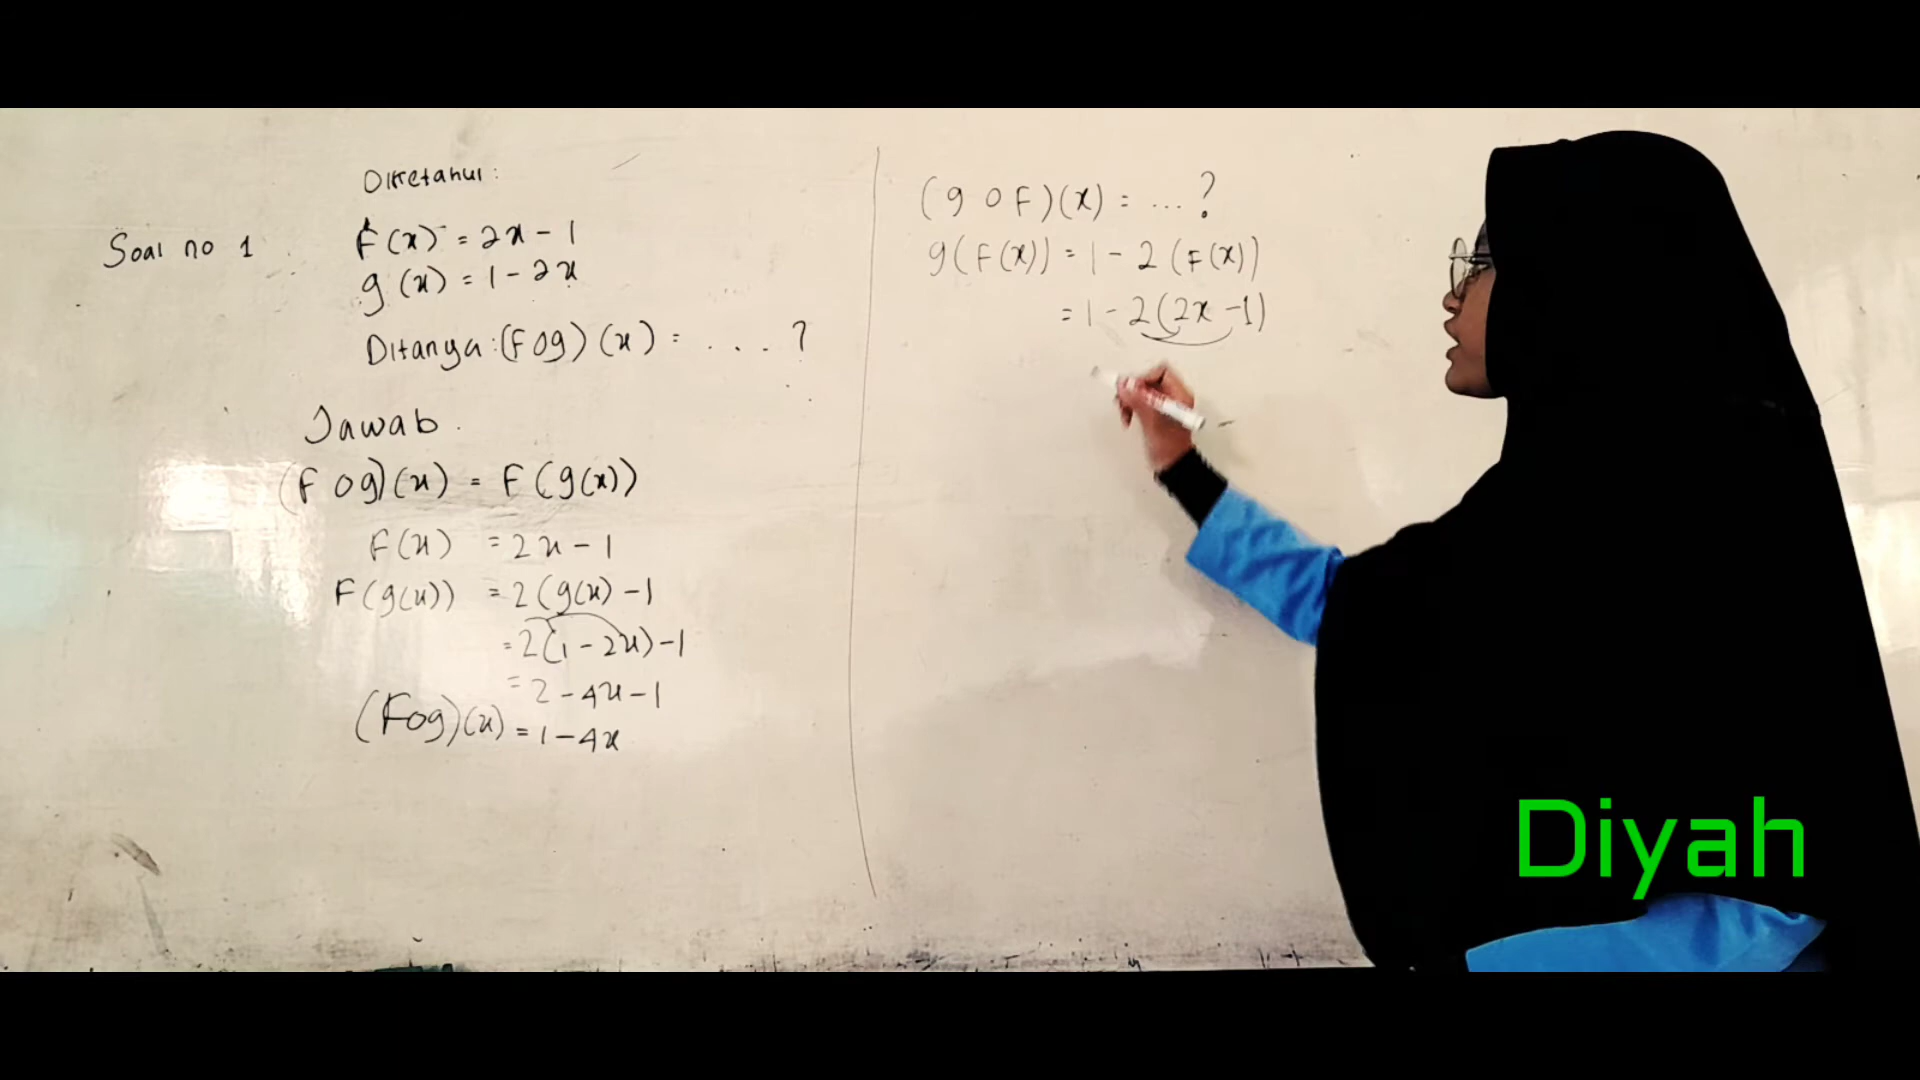 Diketahui:
Soal no 1
F(x) = 2x - 1
g(x) = 1 - 2x
Ditanya: (Fog)(x) = . . . ?
Jawab.
(Fog)(x) = F(g(x))
F(x) = 2x - 1
F(g(x)) = 2(g(x) - 1
= 2(1 - 2x) - 1
= 2 - 4x - 1
(Fog)(x) = 1 - 4x
(g o F)(x) = ... ?
g(F(x)) = 1 - 2(F(x))
= 1 - 2(2x - 1)
Diyah